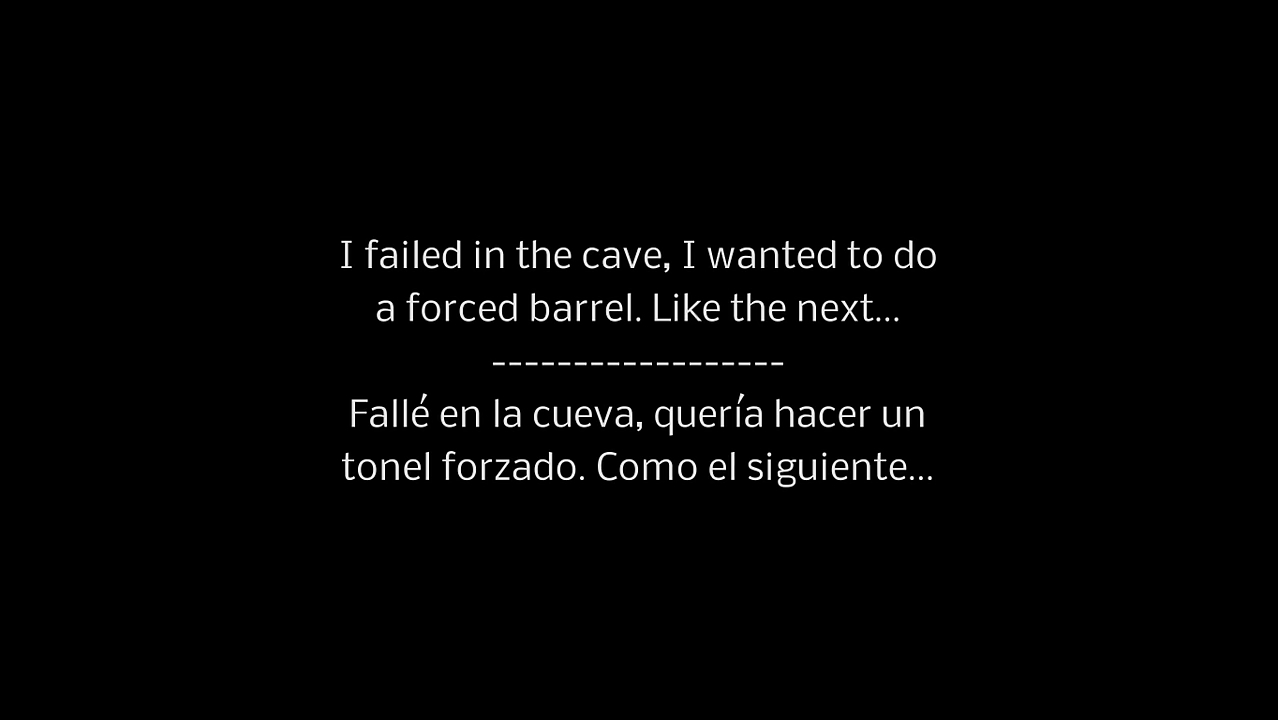 I failed in the cave, I wanted to do
a forced barrel. Like the next...
------------------
Fallé en la cueva, quería hacer un
tonel forzado. Como el siguiente...